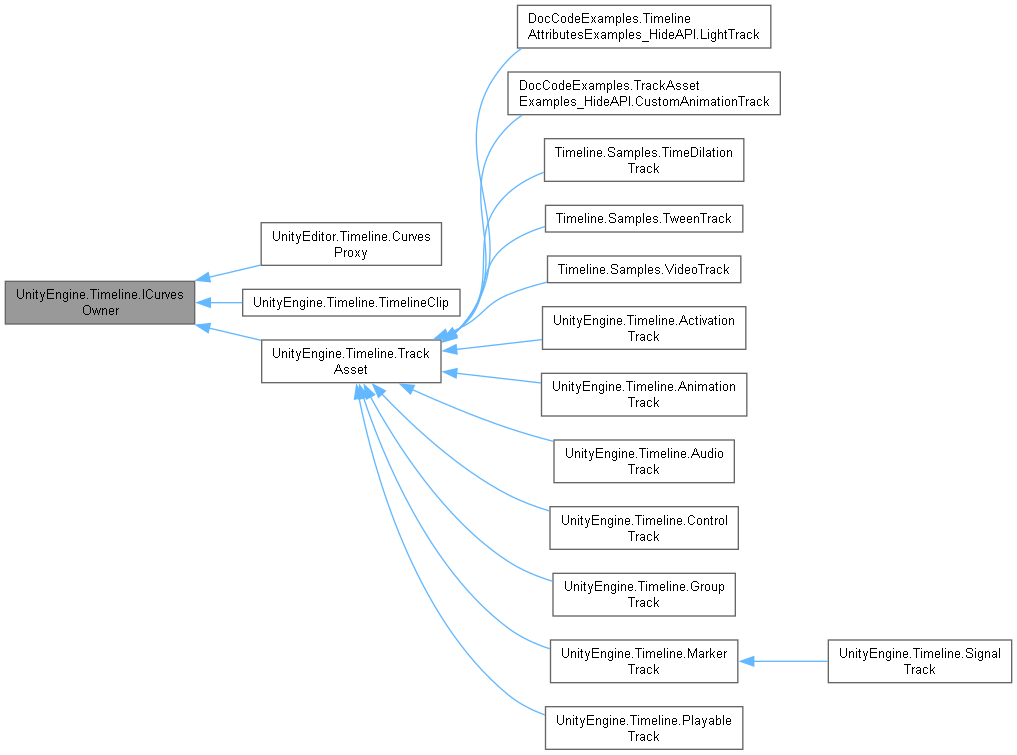 DocCodeExamples.Timeline
AttributesExamples_HideAPI.LightTrack
DocCodeExamples.TrackAsset
Examples_HideAPI.CustomAnimationTrack
Timeline.Samples.TimeDilation
Track
Timeline.Samples.TweenTrack
UnityEditor.Timeline.Curves
Proxy
Timeline.Samples.VideoTrack
UnityEngine.Timeline.ICurves
Owner
UnityEngine.Timeline.TimelineClip
UnityEngine.Timeline.Activation
Track
UnityEngine.Timeline.Track
Asset
UnityEngine.Timeline.Animation
Track
UnityEngine.Timeline.Audio
Track
UnityEngine.Timeline.Control
Track
UnityEngine.Timeline.Group
Track
UnityEngine.Timeline.Marker
Track
UnityEngine.Timeline.Signal
Track
UnityEngine.Timeline.Playable
Track